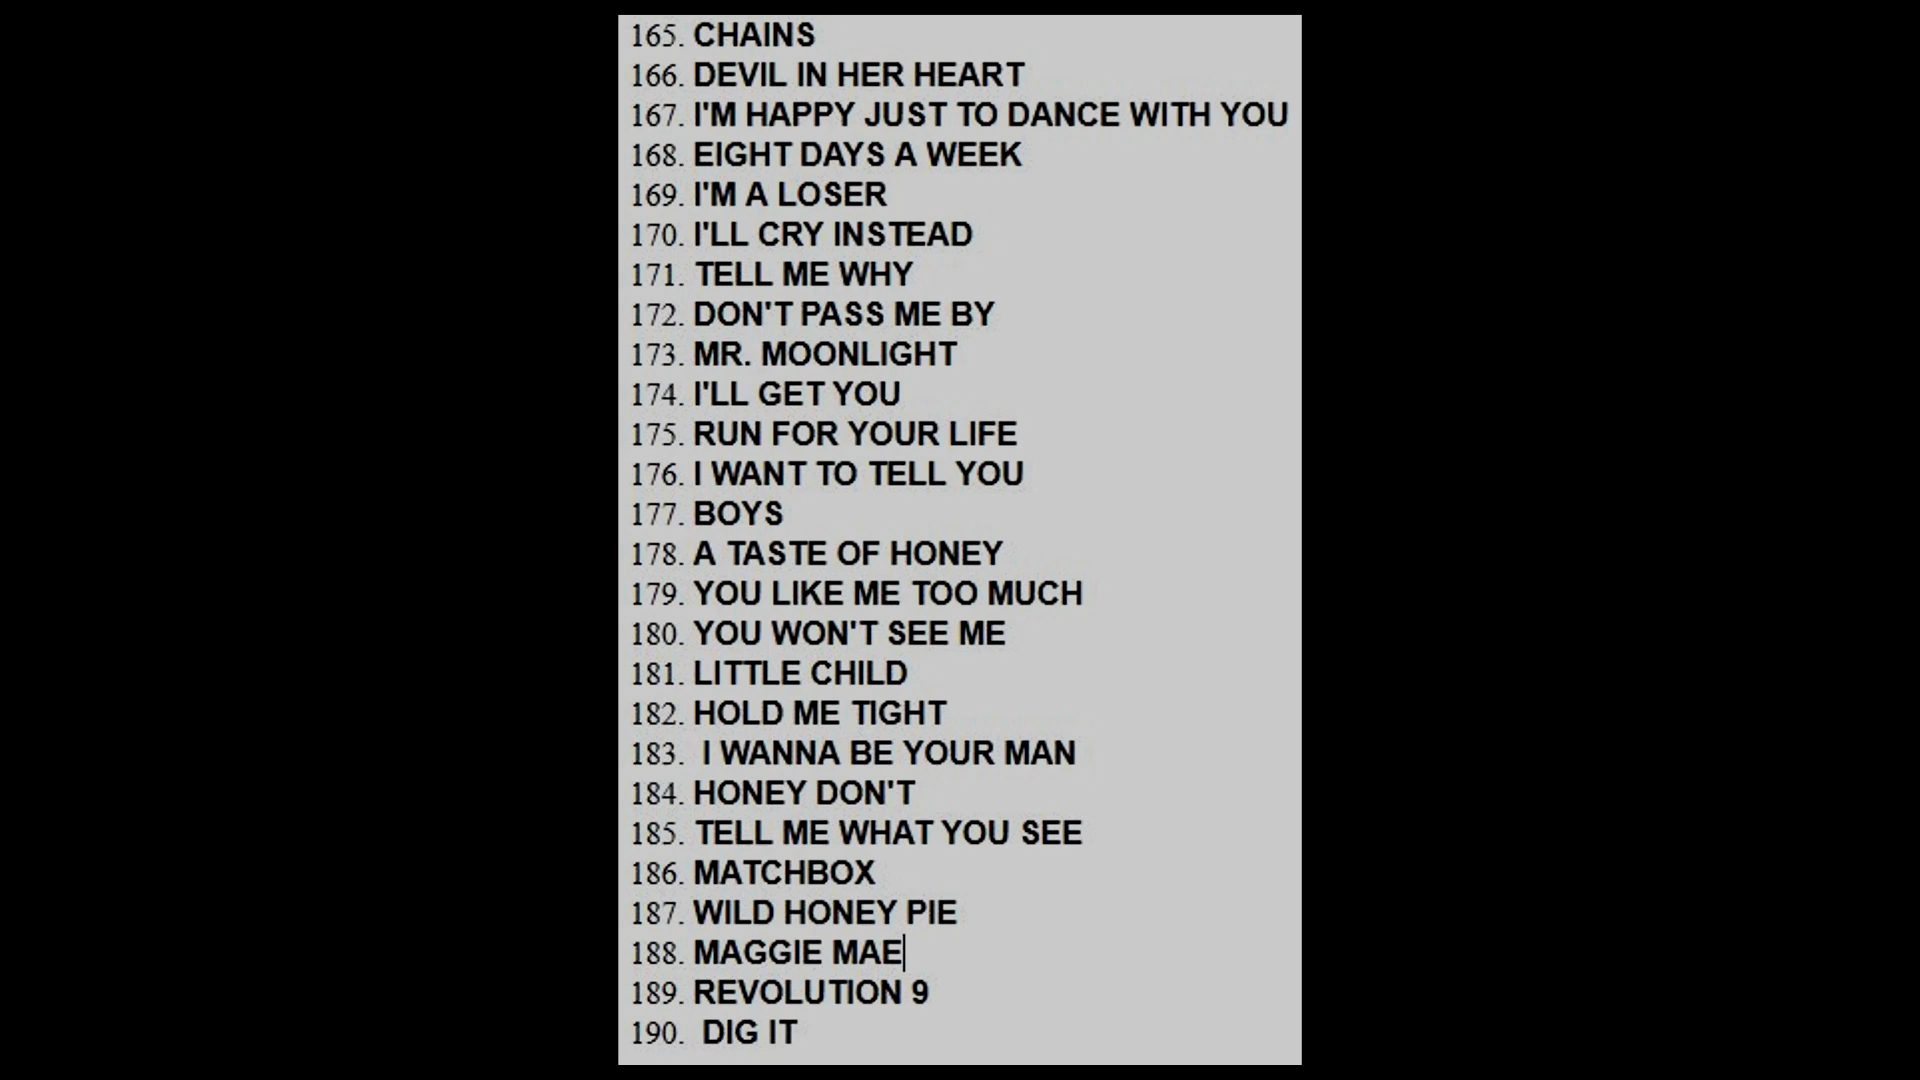 165. CHAINS
166. DEVIL IN HER HEART
167. I'M HAPPY JUST TO DANCE WITH YOU
168. EIGHT DAYS A WEEK
169. I'M A LOSER
170. I'LL CRY INSTEAD
171. TELL ME WHY
172. DON'T PASS ME BY
173. MR. MOONLIGHT
174. I'LL GET YOU
175. RUN FOR YOUR LIFE
176. I WANT TO TELL YOU
177. BOYS
178. A TASTE OF HONEY
179. YOU LIKE ME TOO MUCH
180. YOU WON'T SEE ME
181. LITTLE CHILD
182. HOLD ME TIGHT
183. I WANNA BE YOUR MAN
184. HONEY DON'T
185. TELL ME WHAT YOU SEE
186. MATCHBOX
187. WILD HONEY PIE
188. MAGGIE MAE
189. REVOLUTION 9
190. DIG IT